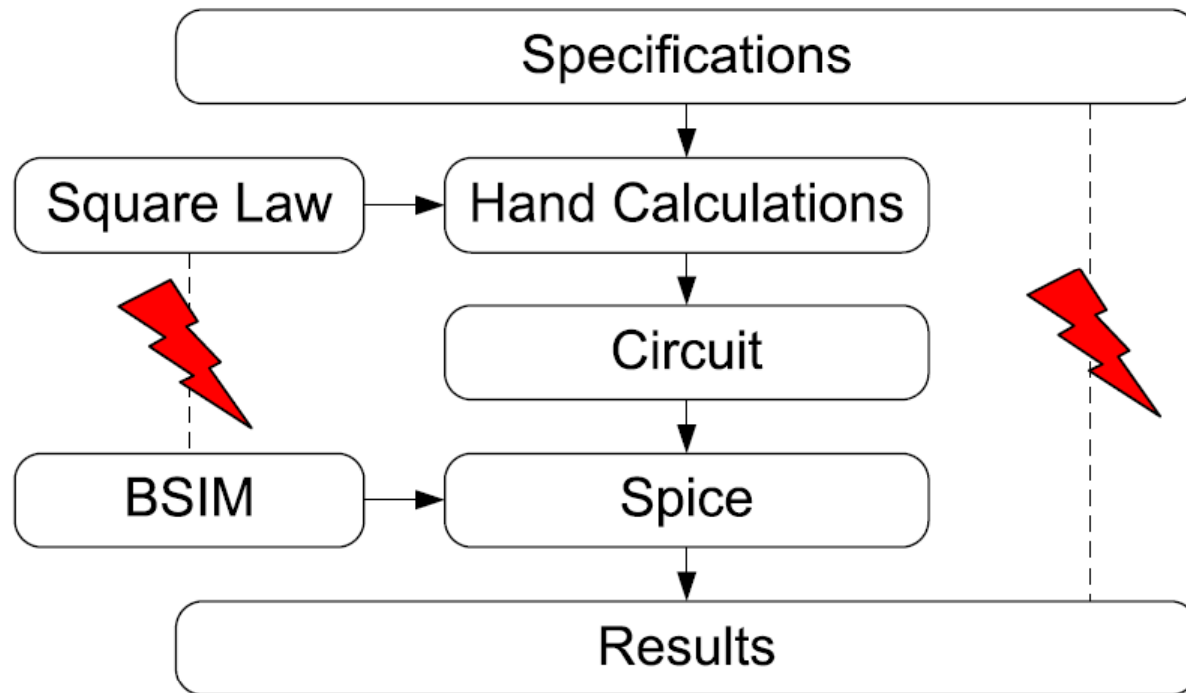 Specifications
Square Law
Hand Calculations
Circuit
BSIM
Spice
Results